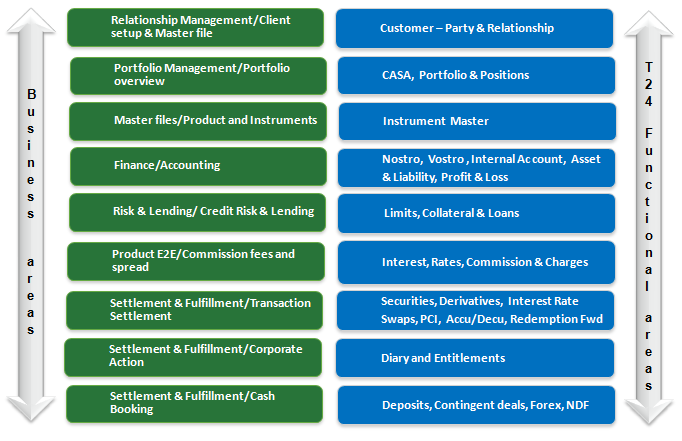 Business areas
Relationship Management/Client
setup & Master file
Customer – Party & Relationship
Portfolio Management/Portfolio
overview
CASA, Portfolio & Positions
Master files/Product and Instruments
Instrument Master
Finance/Accounting
Nostro, Vostro , Internal Account, Asset
& Liability, Profit & Loss
Risk & Lending/ Credit Risk & Lending
Limits, Collateral & Loans
Product E2E/Commission fees and
spread
Interest, Rates, Commission & Charges
Settlement & Fulfillment/Transaction
Settlement
Securities, Derivatives, Interest Rate
Swaps, PCI, Accu/Decu, Redemption Fwd
Settlement & Fulfillment/Corporate
Action
Diary and Entitlements
Settlement & Fulfillment/Cash
Booking
Deposits, Contingent deals, Forex, NDF
T24 Functional areas